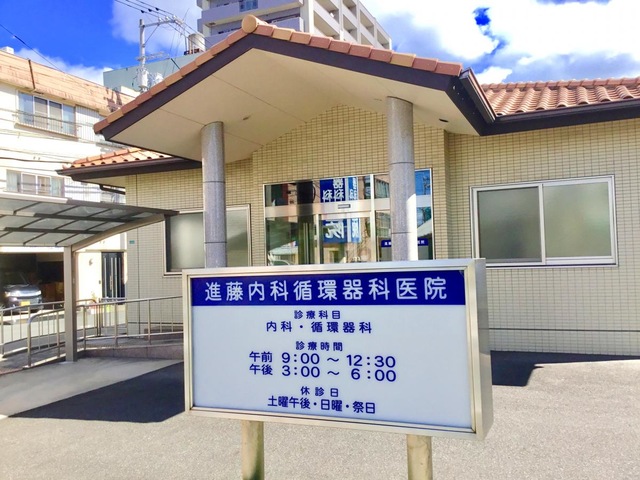 進藤内科循環器科医院
診療科目
内科・循環器科
診療時間
午前 9:00～12:30
午後 3:00～ 6:00
休診日
土曜午後・日曜・祭日